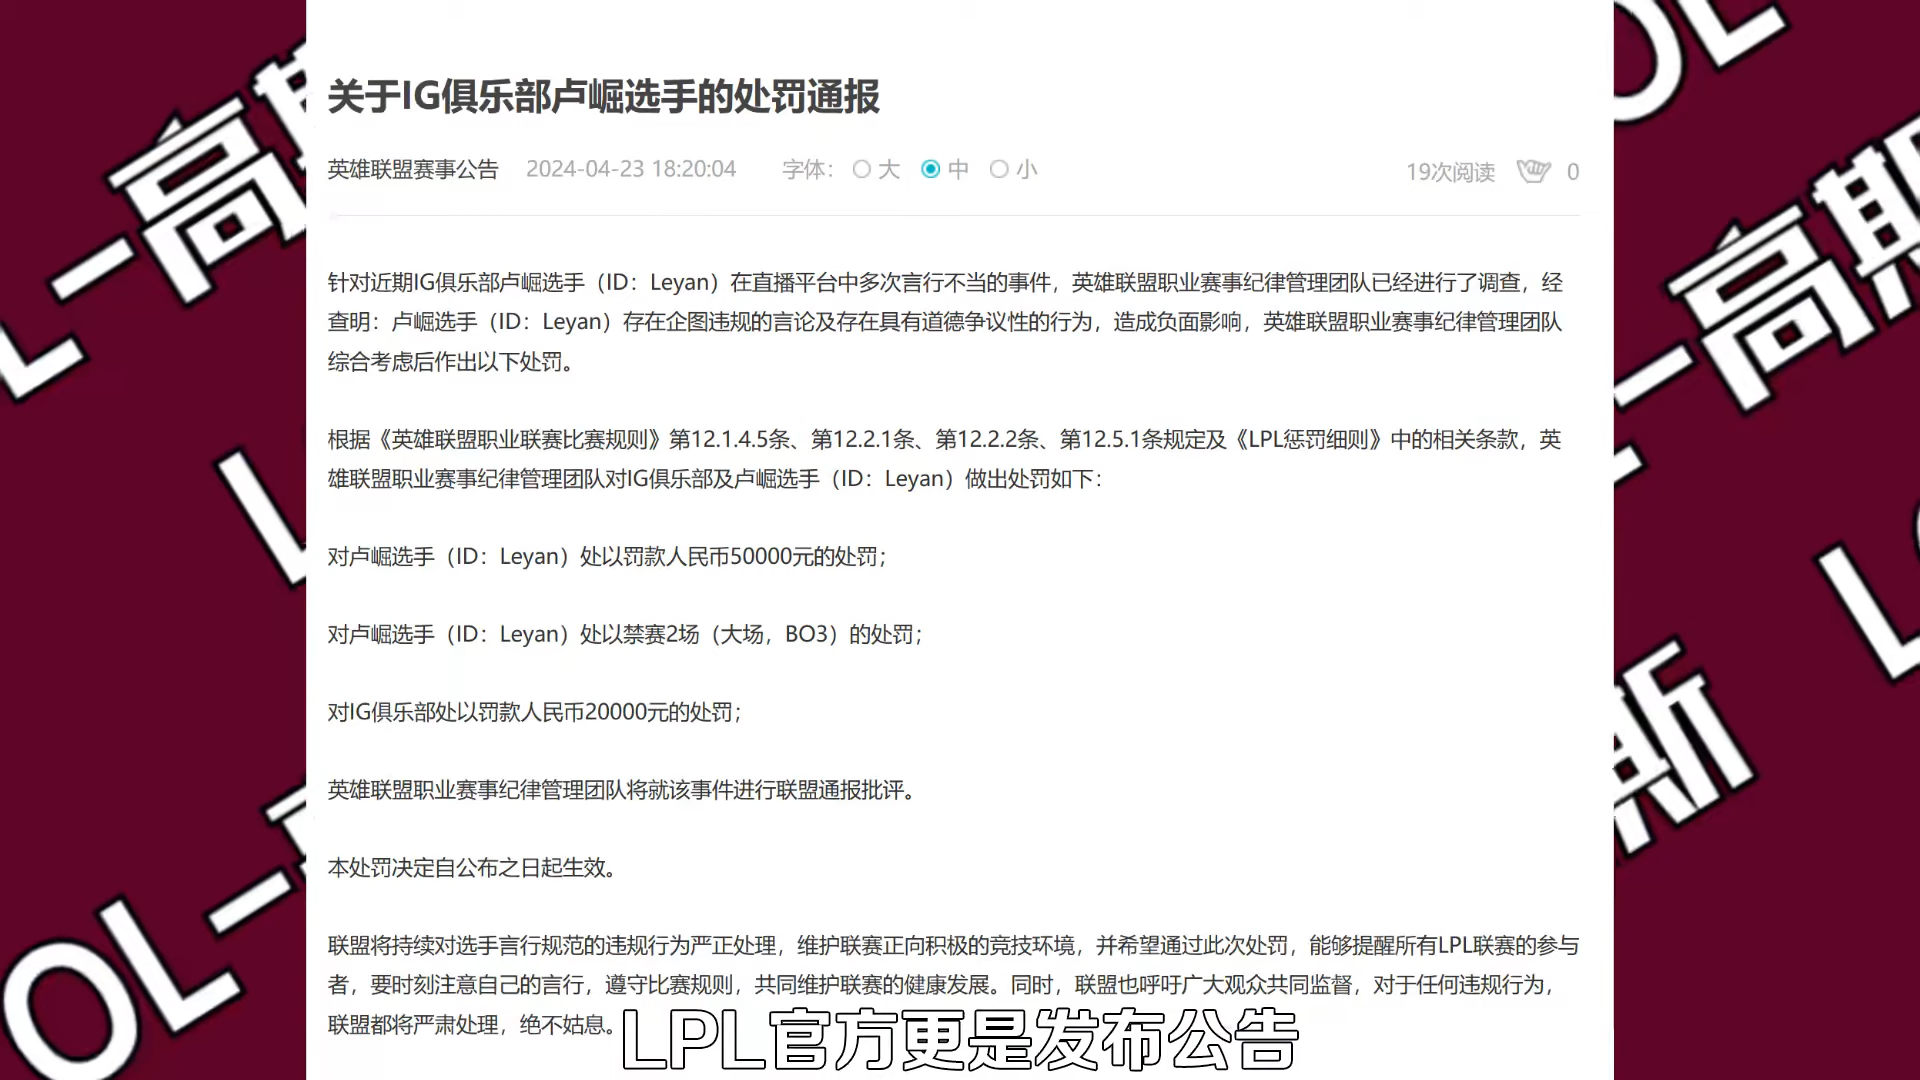 关于IG俱乐部卢崛选手的处罚通报
英雄联盟赛事公告 2024-04-23 18:20:04 字体： 大 中 小 19次阅读 0
针对近期IG俱乐部卢崛选手（ID：Leyan）在直播平台中多次言行不当的事件，英雄联盟职业赛事纪律管理团队已经进行了调查，经
查明：卢崛选手（ID：Leyan）存在企图违规的言论及存在具有道德争议性的行为，造成负面影响，英雄联盟职业赛事纪律管理团队
综合考虑后作出以下处罚。
根据《英雄联盟职业联赛比赛规则》第12.1.4.5条、第12.2.1条、第12.2.2条、第12.5.1条规定及《LPL惩罚细则》中的相关条款，英
雄联盟职业赛事纪律管理团队对IG俱乐部及卢崛选手（ID：Leyan）做出处罚如下：
对卢崛选手（ID：Leyan）处以罚款人民币50000元的处罚；
对卢崛选手（ID：Leyan）处以禁赛2场（大场，BO3）的处罚；
对IG俱乐部处以罚款人民币20000元的处罚；
英雄联盟职业赛事纪律管理团队将就该事件进行联盟通报批评。
本处罚决定自公布之日起生效。
联盟将持续对选手言行规范的违规行为严正处理，维护联赛正向积极的竞技环境，并希望通过此次处罚，能够提醒所有LPL联赛的参与
者，要时刻注意自己的言行，遵守比赛规则，共同维护联赛的健康发展。同时，联盟也呼吁广大观众共同监督，对于任何违规行为，
联盟都将严肃处理，绝不姑息。
LPL官方更是发布公告